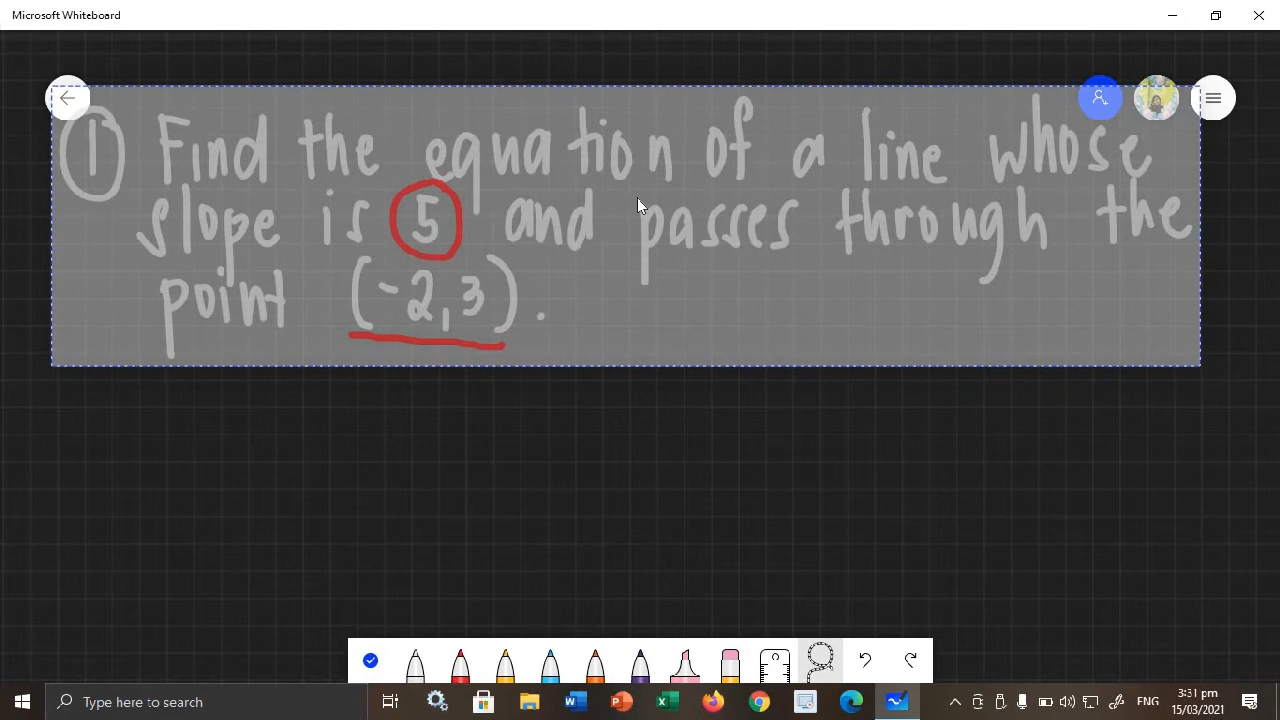 Microsoft Whiteboard
① Find the equation of a line whose
slope is 5 and passes through the
point (-2,3).
Type here to search
ENG
3:31 pm
15/03/2021